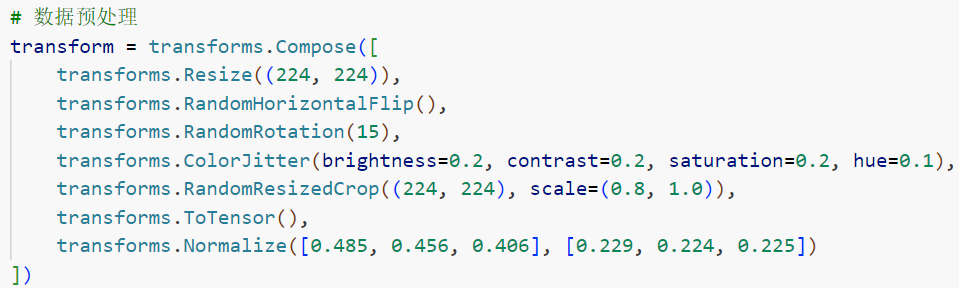 # 数据预处理
transform = transforms.Compose([
    transforms.Resize((224, 224)),
    transforms.RandomHorizontalFlip(),
    transforms.RandomRotation(15),
    transforms.ColorJitter(brightness=0.2, contrast=0.2, saturation=0.2, hue=0.1),
    transforms.RandomResizedCrop((224, 224), scale=(0.8, 1.0)),
    transforms.ToTensor(),
    transforms.Normalize([0.485, 0.456, 0.406], [0.229, 0.224, 0.225])
])